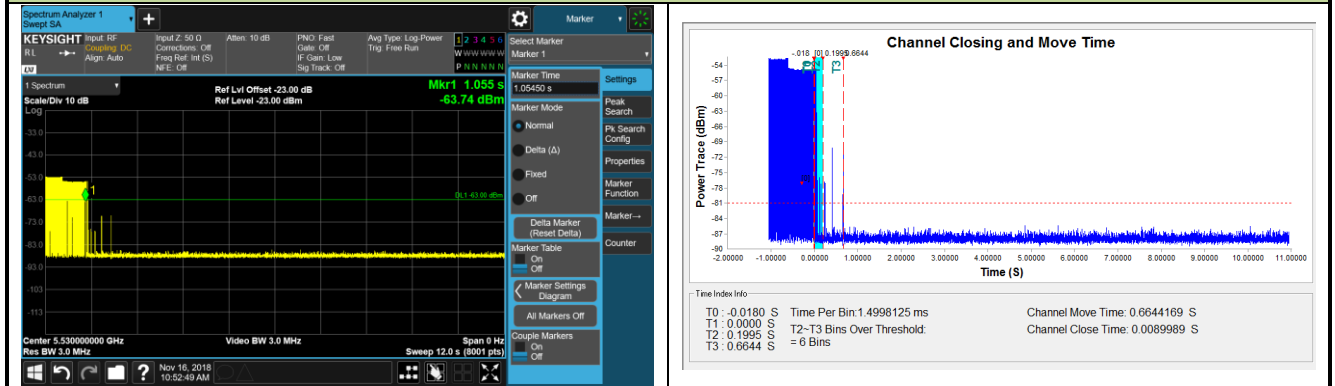 Spectrum Analyzer 1
Swept SA
Marker
KEYSIGHT
R L
Input: RF
Coupling: DC
Align: Auto
Input Z: 50 Ω
Corrections: Off
Freq Ref: Int (S)
NFE: Off
Atten: 10 dB
PNO: Fast
Gate: Off
IF Gain: Low
Sig Track: Off
Avg Type: Log-Power
Trig: Free Run
1 2 3 4 5 6
W W W W W W
P N N N N N
Select Marker
Marker 1
1 Spectrum
Scale/Div 10 dB
Log
Ref Lvl Offset -23.00 dB
Ref Level -23.00 dBm
Mkr1 1.055 s
-63.74 dBm
-33.0
-43.0
-53.0
-63.0
-73.0
-83.0
-93.0
-103
-113
1
DL1 -63.00 dBm
Center 5.530000000 GHz
Res BW 3.0 MHz
Video BW 3.0 MHz
Span 0 Hz
Sweep 12.0 s (8001 pts)
Nov 16, 2018
10:52:49 AM
Marker Time
1.05450 s
Marker Mode
Normal
Delta (Δ)
Fixed
Off
Delta Marker
(Reset Delta)
Marker Table
On
Off
Marker Settings
Diagram
All Markers Off
Couple Markers
On
Off
Settings
Peak
Search
Pk Search
Config
Properties
Marker
Function
Marker→
Counter
Channel Closing and Move Time
-.018 [0] 0.1995 0.6644
T0
T3
Power Trace (dBm)
-54
-57
-60
-63
-66
-69
-72
-75
-78
-81
-84
-87
-90
-2.00000 -1.00000 0.00000 1.00000 2.00000 3.00000 4.00000 5.00000 6.00000 7.00000 8.00000 9.00000 10.00000 11.00000
Time (S)
Time Index Info
T0 : -0.0180 S
T1 : 0.0000 S
T2 : 0.1995 S
T3 : 0.6644 S
Time Per Bin:1.4998125 ms
T2~T3 Bins Over Threshold:
= 6 Bins
Channel Move Time: 0.6644169 S
Channel Close Time: 0.0089989 S